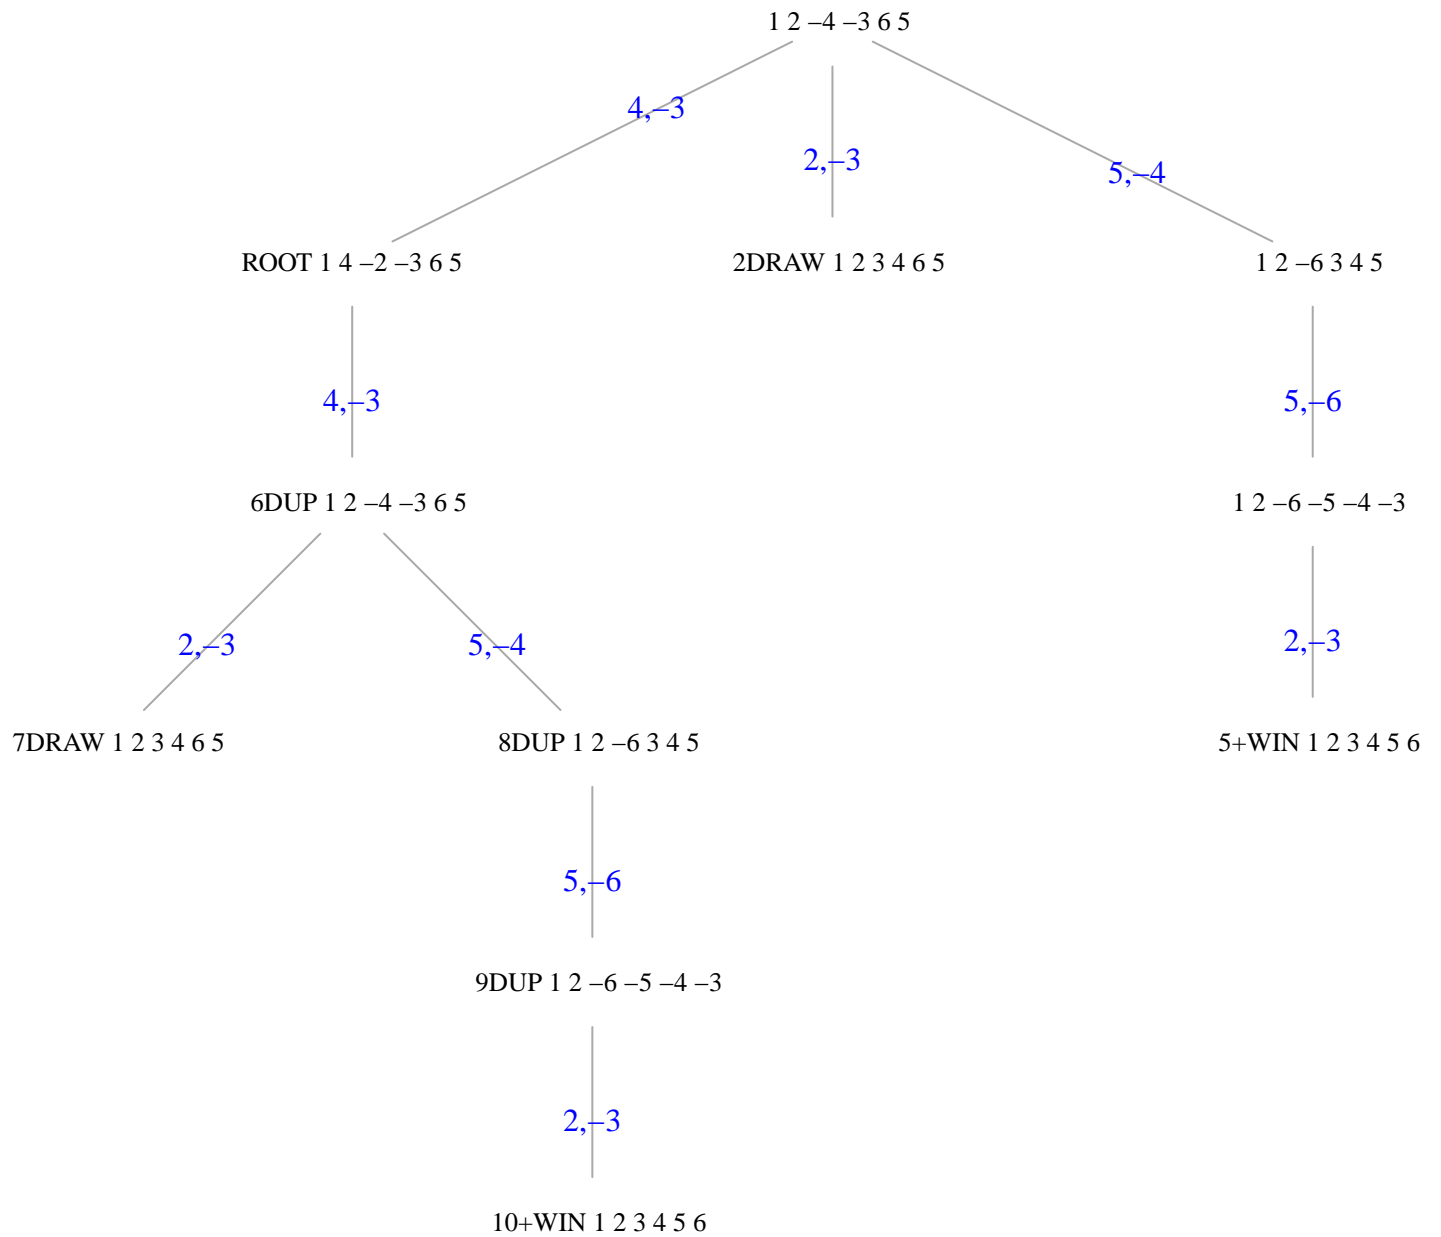 1 2 –4 –3 6 5
4,–3
2,–3
5,–4
ROOT 1 4 –2 –3 6 5
2DRAW 1 2 3 4 6 5
1 2 –6 3 4 5
4,–3
5,–6
6DUP 1 2 –4 –3 6 5
1 2 –6 –5 –4 –3
2,–3
5,–4
2,–3
7DRAW 1 2 3 4 6 5
8DUP 1 2 –6 3 4 5
5+WIN 1 2 3 4 5 6
5,–6
9DUP 1 2 –6 –5 –4 –3
2,–3
10+WIN 1 2 3 4 5 6